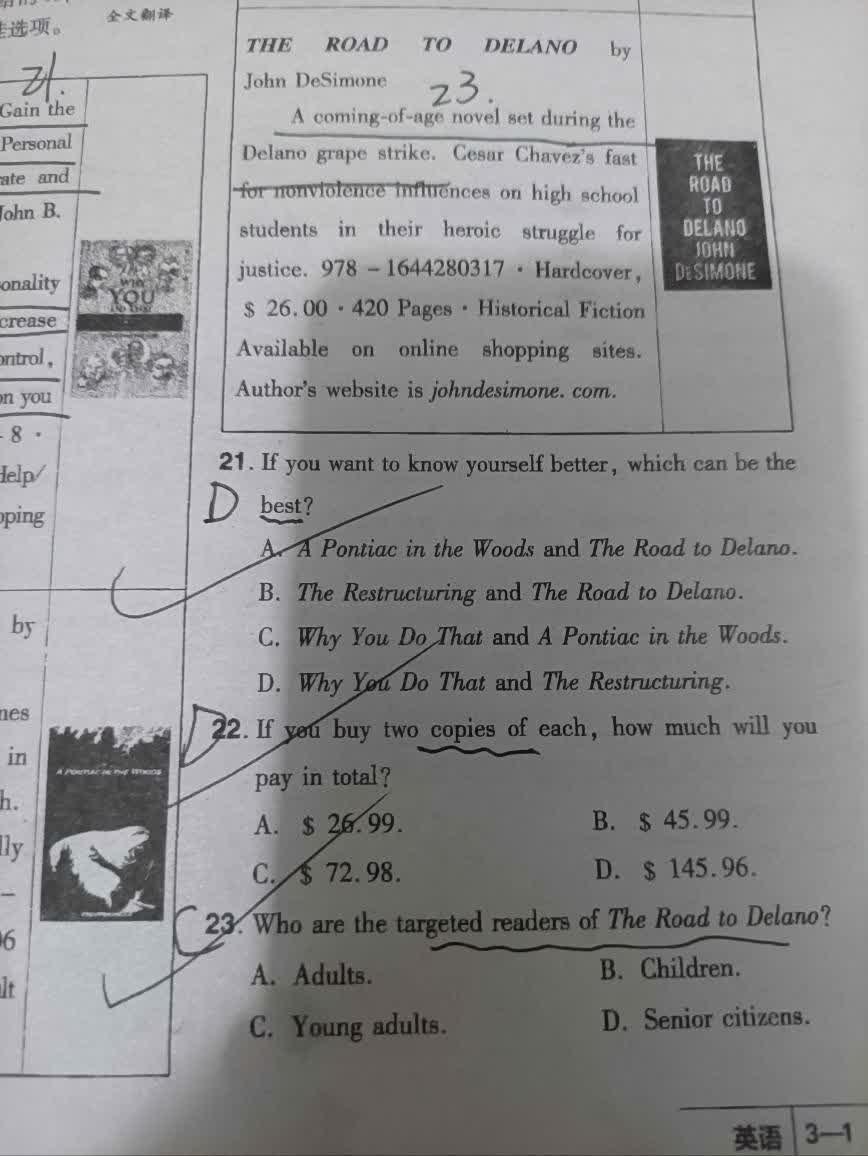 佳选项。
全文翻译
21.
Gain the
Personal
ate and
John B.
onality
crease
ontrol,
on you
8 ·
Help/
pping
WHY
YOU
by
nes
in
h.
lly
–
96
lt
A PONTIAC IN THE WOODS
THE ROAD TO DELANO by
John DeSimone
23.
A coming-of-age novel set during the
Delano grape strike. Cesar Chavez's fast
for nonviolence influences on high school
students in their heroic struggle for
justice. 978-1644280317 · Hardcover,
$ 26.00 · 420 Pages · Historical Fiction
Available on online shopping sites.
Author's website is johndesimone.com.
THE
ROAD
TO
DELANO
JOHN
DESIMONE
21. If you want to know yourself better, which can be the
D best?
A. A Pontiac in the Woods and The Road to Delano.
B. The Restructuring and The Road to Delano.
C. Why You Do That and A Pontiac in the Woods.
D. Why You Do That and The Restructuring.
D 22. If you buy two copies of each, how much will you
pay in total?
A. $ 26.99. B. $ 45.99.
C. $ 72.98. D. $ 145.96.
C 23. Who are the targeted readers of The Road to Delano?
A. Adults. B. Children.
C. Young adults. D. Senior citizens.
英语 3—1